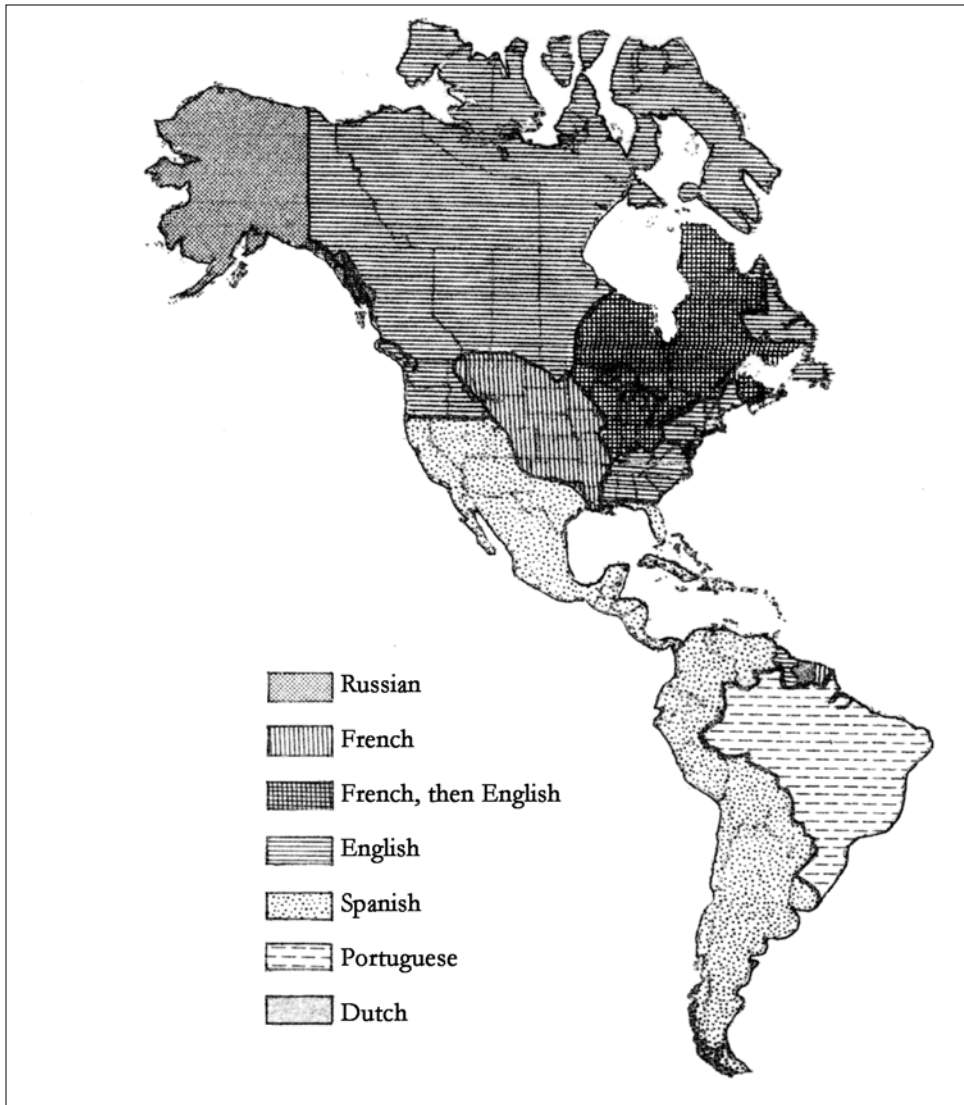 Russian
French
French, then English
English
Spanish
Portuguese
Dutch